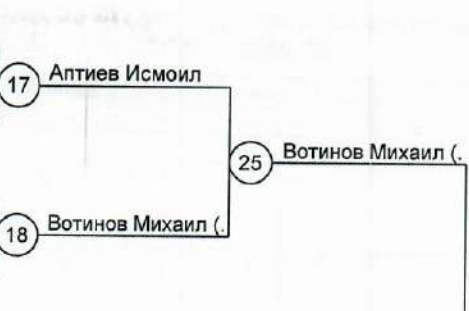 17 Аптиев Исмоил
25 Вотинов Михаил (.
18 Вотинов Михаил (.